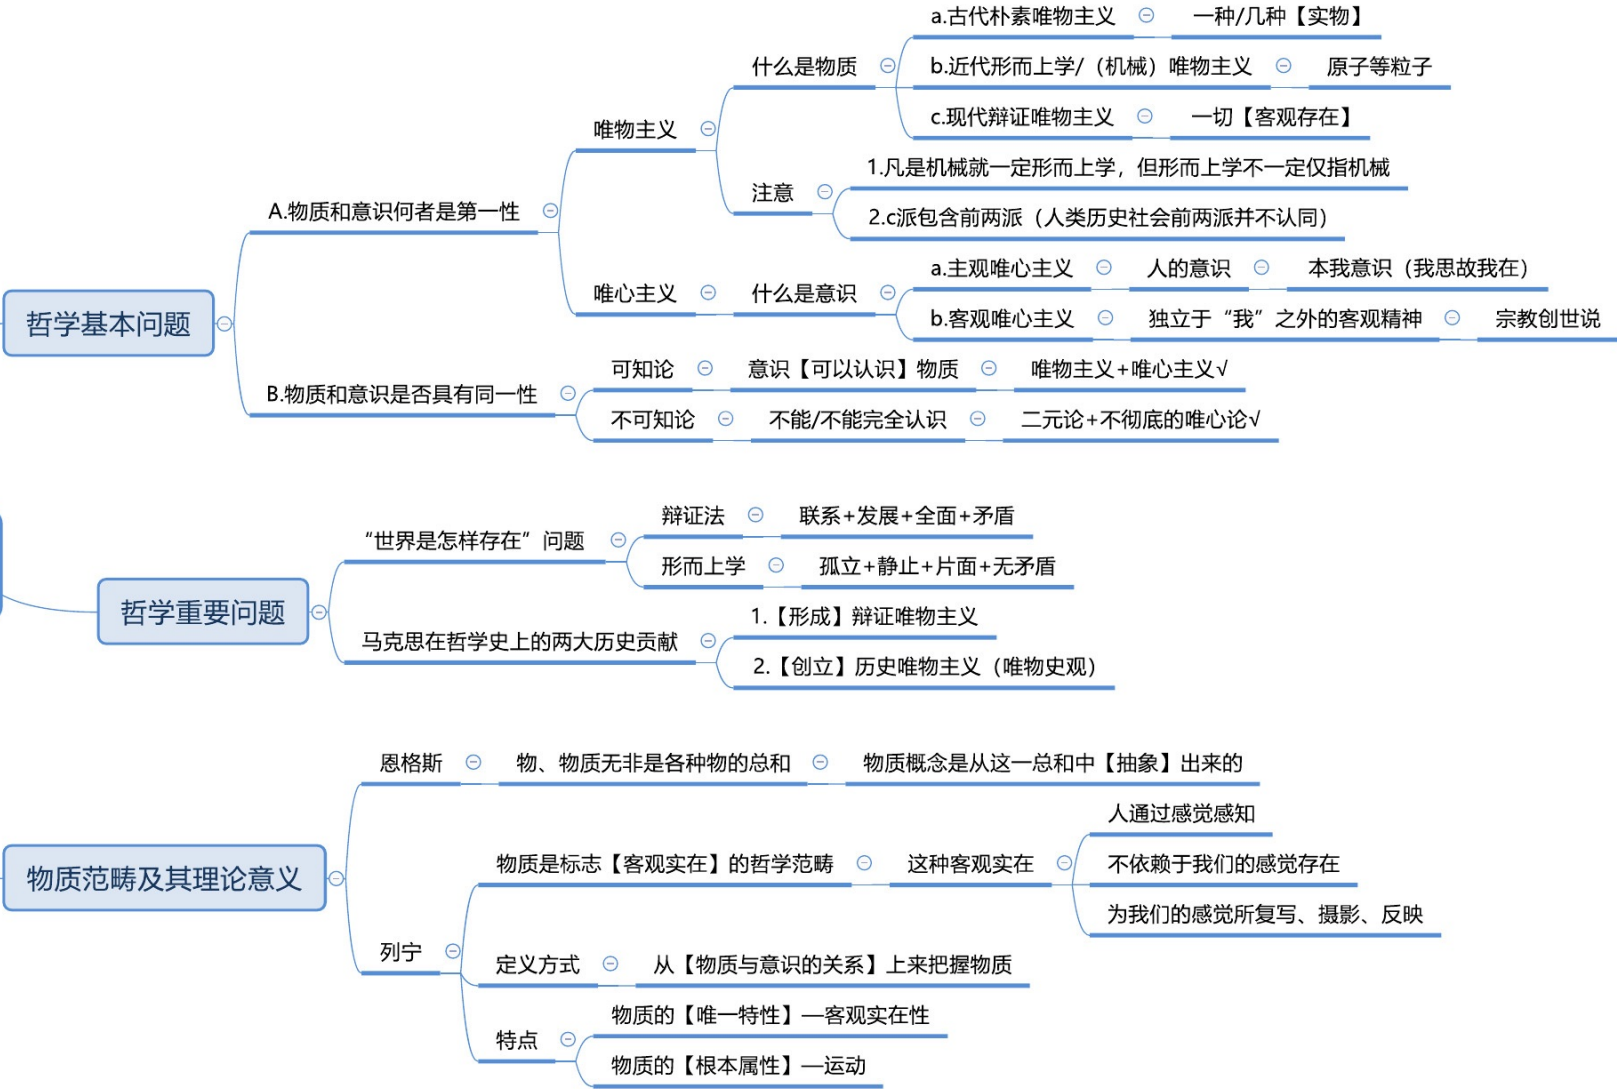 哲学基本问题
A.物质和意识何者是第一性
唯物主义
什么是物质
a.古代朴素唯物主义
一种/几种【实物】
b.近代形而上学/（机械）唯物主义
原子等粒子
c.现代辩证唯物主义
一切【客观存在】
注意
1.凡是机械就一定形而上学，但形而上学不一定仅指机械
2.c派包含前两派（人类历史社会前两派并不认同）
唯心主义
什么是意识
a.主观唯心主义
人的意识
本我意识（我思故我在）
b.客观唯心主义
独立于“我”之外的客观精神
宗教创世说
B.物质和意识是否具有同一性
可知论
意识【可以认识】物质
唯物主义+唯心主义√
不可知论
不能/不能完全认识
二元论+不彻底的唯心论√
哲学重要问题
“世界是怎样存在”问题
辩证法
联系+发展+全面+矛盾
形而上学
孤立+静止+片面+无矛盾
马克思在哲学史上的两大历史贡献
1.【形成】辩证唯物主义
2.【创立】历史唯物主义（唯物史观）
物质范畴及其理论意义
恩格斯
物、物质无非是各种物的总和
物质概念是从这一总和中【抽象】出来的
列宁
物质是标志【客观实在】的哲学范畴
这种客观实在
人通过感觉感知
不依赖于我们的感觉存在
为我们的感觉所复写、摄影、反映
定义方式
从【物质与意识的关系】上来把握物质
特点
物质的【唯一特性】—客观实在性
物质的【根本属性】—运动